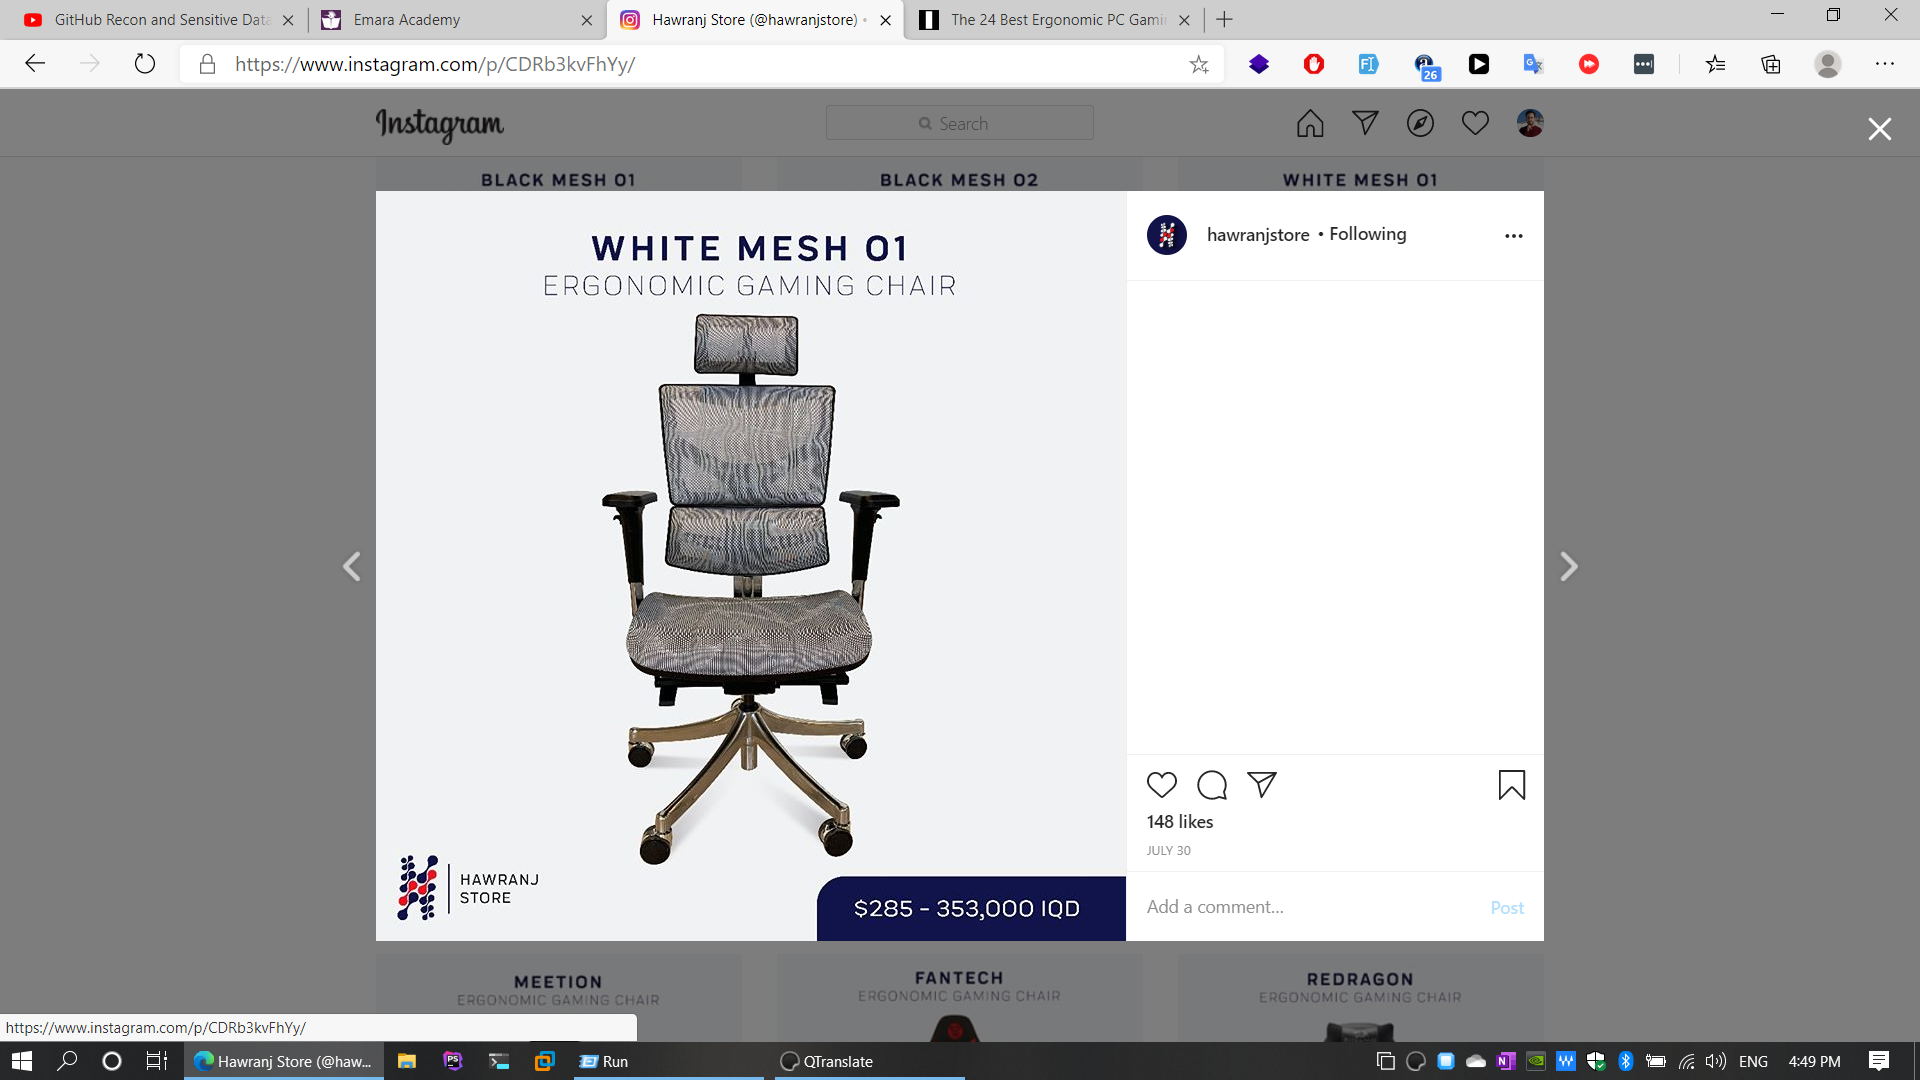 GitHub Recon and Sensitive Data
Emara Academy
Hawranj Store (@hawranjstore) •
The 24 Best Ergonomic PC Gami
https://www.instagram.com/p/CDRb3kvFhYy/
26
Instagram
Search
BLACK MESH 01
BLACK MESH 02
WHITE MESH 01
WHITE MESH 01
ERGONOMIC GAMING CHAIR
HAWRANJ
STORE
$285 - 353,000 IQD
hawranjstore • Following
148 likes
JULY 30
Add a comment...
Post
MEETION
ERGONOMIC GAMING CHAIR
FANTECH
ERGONOMIC GAMING CHAIR
REDRAGON
ERGONOMIC GAMING CHAIR
https://www.instagram.com/p/CDRb3kvFhYy/
Hawranj Store (@haw...
Run
QTranslate
ENG
4:49 PM